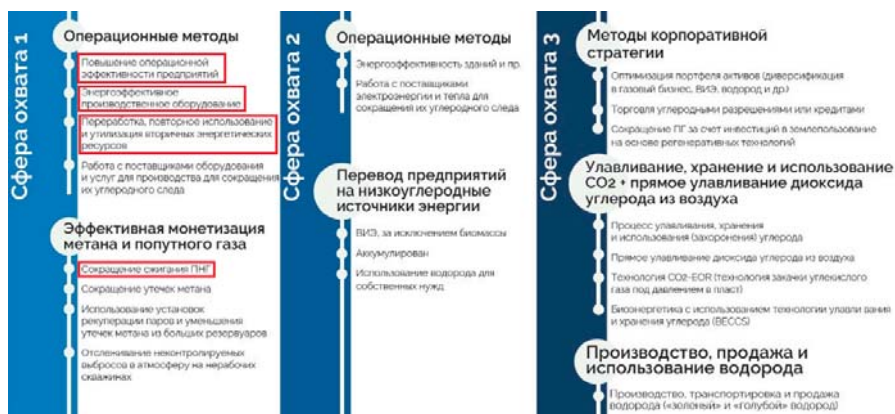 Сфера охвата 1
Операционные методы
Повышение операционной
эффективности предприятий
Энергоэффективное
производственное оборудование
Переработка, повторное использование
и утилизация вторичных энергетических
ресурсов
Работа с поставщиками оборудования
и услуг для производства для сокращения
их углеродного следа
Эффективная монетизация
метана и попутного газа
Сокращение сжигания ПНГ
Сокращение утечек метана
Использование установок
рекуперации паров и уменьшения
утечек метана из больших резервуаров
Отслеживание неконтролируемых
выбросов в атмосферу на нерабочих
скважинах
Сфера охвата 2
Операционные методы
Энергоэффективность зданий и пр.
Работа с поставщиками
электроэнергии и тепла для
сокращения их углеродного следа
Перевод предприятий
на низкоуглеродные
источники энергии
ВИЭ, за исключением биомассы
Аккумулирован
Использование водорода для
собственных нужд
Сфера охвата 3
Методы корпоративной
стратегии
Оптимизация портфеля активов (диверсификация
в газовый бизнес, ВИЭ, водород и др.)
Торговля углеродными разрешениями или кредитами
Сокращение ПГ за счет инвестиций в землепользование
на основе регенеративных технологий
Улавливание, хранение и использование
СО2 + прямое улавливание диоксида
углерода из воздуха
Процесс улавливания, хранения
и использования (захоронения) углерода
Прямое улавливание диоксида углерода из воздуха
Технология CO2-EOR (технология закачки углекислого
газа под давлением в пласт)
Биоэнергетика с использованием технологии улавли вания
и хранения углерода (BECCS)
Производство, продажа и
использование водорода
Производство, транспортировка и продажа
водорода («зеленый» и «голубой» водород)